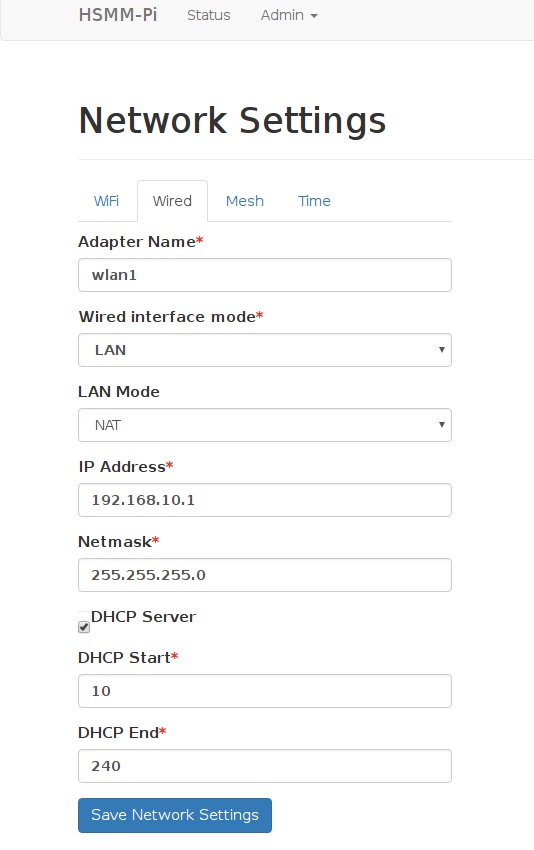 HSMM-Pi Status Admin
Network Settings
WiFi Wired Mesh Time
Adapter Name*
wlan1
Wired interface mode*
LAN
LAN Mode
NAT
IP Address*
192.168.10.1
Netmask*
255.255.255.0
DHCP Server
DHCP Start*
10
DHCP End*
240
Save Network Settings